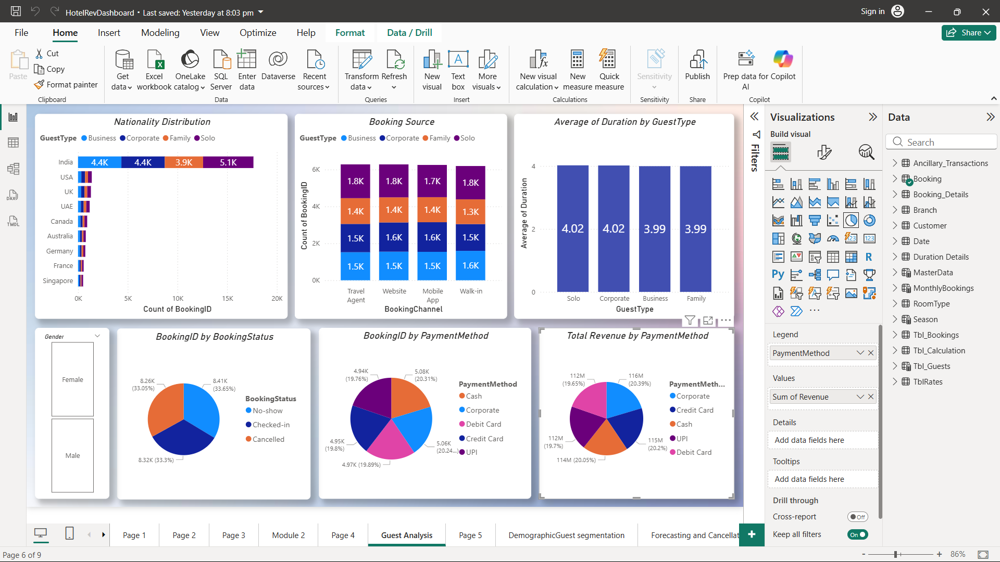 HotelRevDashboard • Last saved: Yesterday at 8:03 pm
Sign in
File
Home
Insert
Modeling
View
Optimize
Help
Format
Data / Drill
Share
Paste
Cut
Copy
Format painter
Clipboard
Get data
Excel workbook
OneLake catalog
SQL Server
Enter data
Dataverse
Recent sources
Data
Transform data
Refresh
Queries
New visual
Text box
More visuals
Insert
New visual calculation
New measure
Quick measure
Calculations
Sensitivity
Sensitivity
Publish
Share
Prep data for AI
Copilot
Copilot
DAX
TMDL
Nationality Distribution
GuestType Business Corporate Family Solo
India 4.4K 4.4K 3.9K 5.1K
USA
UK
UAE
Canada
Australia
Germany
France
Singapore
0K 5K 10K 15K 20K
Count of BookingID
Booking Source
GuestType Business Corporate Family Solo
Count of BookingID
6K
4K
2K
0K
1.8K 1.8K 1.7K 1.8K
1.4K 1.4K 1.4K 1.3K
1.5K 1.6K 1.6K 1.5K
1.5K 1.5K 1.5K 1.6K
Travel Agent
Website
Mobile App
Walk-in
BookingChannel
Average of Duration by GuestType
Average of Duration
4
2
0
4.02 4.02 3.99 3.99
Solo Corporate Business Family
GuestType
Gender
Female
Male
BookingID by BookingStatus
8.26K
(33.05%)
8.41K
(33.65%)
8.32K (33.3%)
BookingStatus
No-show
Checked-in
Cancelled
BookingID by PaymentMethod
4.94K
(19.76%)
5.08K
(20.31%)
4.95K
(19.8%)
5.06K
(20.24...)
4.97K (19.89%)
PaymentMethod
Cash
Corporate
Debit Card
Credit Card
UPI
Total Revenue by PaymentMethod
112M
(19.65%)
116M
(20.39%)
112M
(19.7%)
115M
(20.2%)
114M (20.05%)
PaymentMeth...
Corporate
Credit Card
Cash
UPI
Debit Card
Filters
Visualizations
Build visual
123
123
R
Py
Legend
PaymentMethod
Values
Sum of Revenue
Details
Add data fields here
Tooltips
Add data fields here
Drill through
Cross-report
Off
Keep all filters
On
Data
Search
Ancillary_Transactions
Booking
Booking_Details
Branch
Customer
Date
Duration Details
MasterData
MonthlyBookings
RoomType
Season
Tbl_Bookings
Tbl_Calculation
Tbl_Guests
TblRates
Page 1
Page 2
Page 3
Module 2
Page 4
Guest Analysis
Page 5
DemographicGuest segmentation
Forecasting and Cancellat
Page 6 of 9
86%